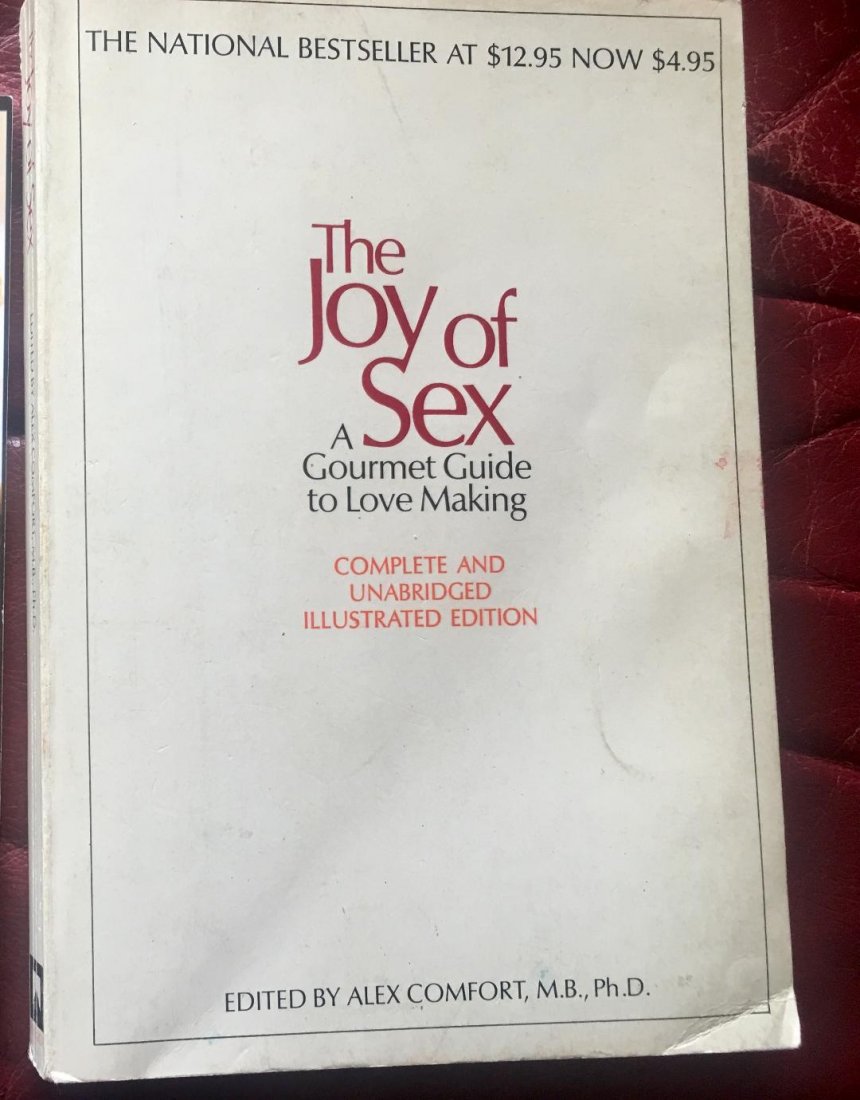 THE NATIONAL BESTSELLER AT $12.95 NOW $4.95
The
Joy of
Sex
A
Gourmet Guide
to Love Making
COMPLETE AND
UNABRIDGED
ILLUSTRATED EDITION
EDITED BY ALEX COMFORT, M.B., Ph.D.